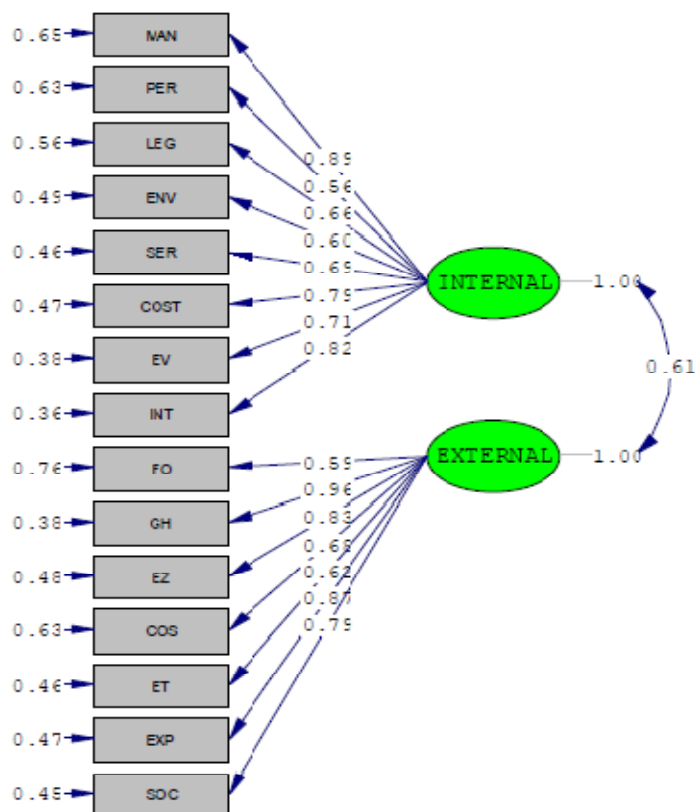 0.65 MAN
0.63 PER
0.56 LEG
0.49 ENV
0.46 SER
0.47 COST
0.38 EV
0.36 INT
0.76 FO
0.38 GH
0.48 EZ
0.63 COS
0.46 ET
0.47 EXP
0.45 SOC
0.56
0.66
0.60
0.69
0.79
0.71
0.82
0.59
0.96
0.83
0.68
0.62
0.87
0.79
INTERNAL 1.00
0.61
EXTERNAL 1.00